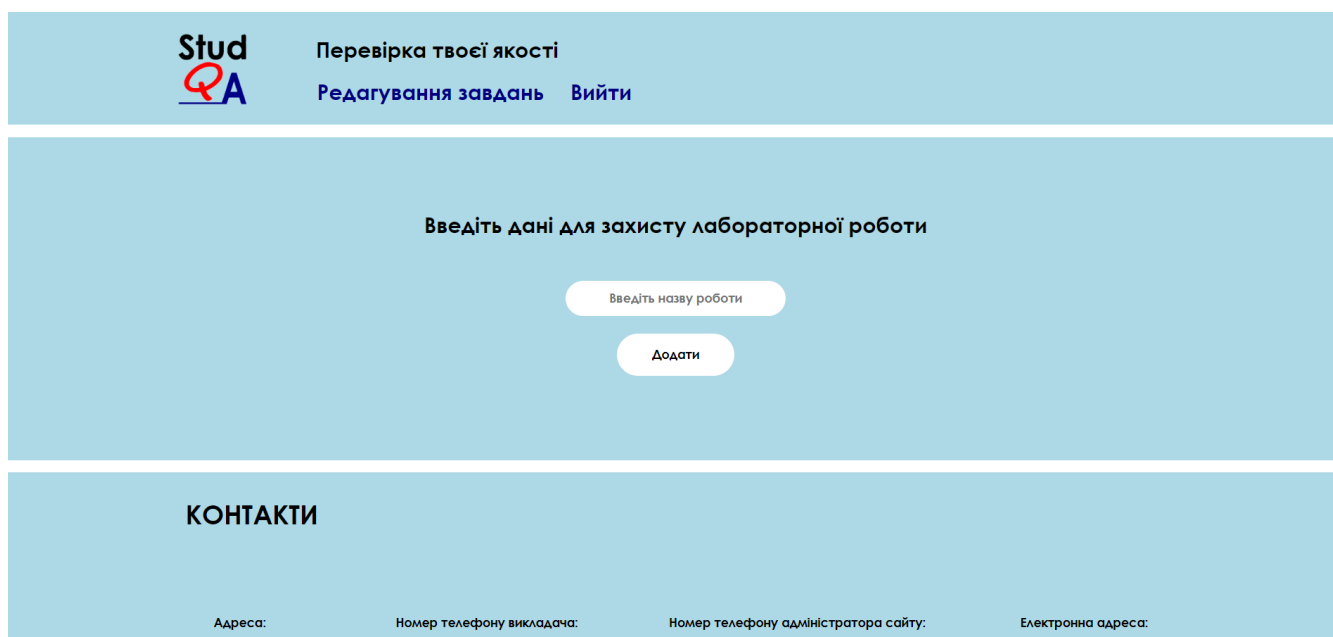 Stud
QA
Перевірка твоєї якості
Редагування завдань Вийти
Введіть дані для захисту лабораторної роботи
Введіть назву роботи
Додати
КОНТАКТИ
Адреса: Номер телефону викладача: Номер телефону адміністратора сайту: Електронна адреса: